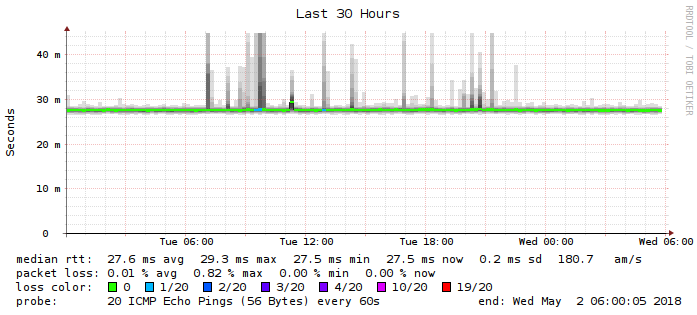 Last 30 Hours
RRDTOOL / TOBI OETIKER
Seconds
40 m
30 m
20 m
10 m
0
Tue 06:00 Tue 12:00 Tue 18:00 Wed 00:00 Wed 06:00
median rtt: 27.6 ms avg 29.3 ms max 27.5 ms min 27.5 ms now 0.2 ms sd 180.7 am/s
packet loss: 0.01 % avg 0.82 % max 0.00 % min 0.00 % now
loss color: 0 1/20 2/20 3/20 4/20 10/20 19/20
probe: 20 ICMP Echo Pings (56 Bytes) every 60s end: Wed May 2 06:00:05 2018